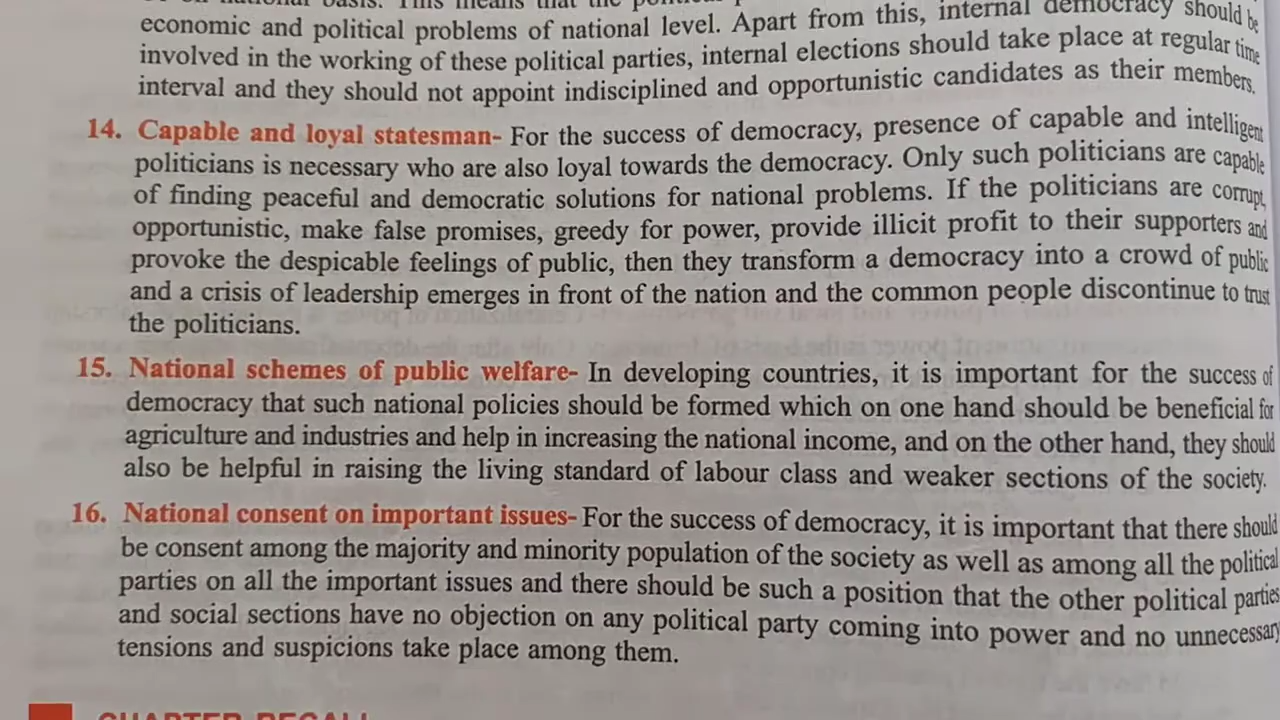 on national basis. This means that the
economic and political problems of national level. Apart from this, internal democracy should be
involved in the working of these political parties, internal elections should take place at regular time
interval and they should not appoint indisciplined and opportunistic candidates as their members.
14. Capable and loyal statesman- For the success of democracy, presence of capable and intelligent
politicians is necessary who are also loyal towards the democracy. Only such politicians are capable
of finding peaceful and democratic solutions for national problems. If the politicians are corrupt,
opportunistic, make false promises, greedy for power, provide illicit profit to their supporters and
provoke the despicable feelings of public, then they transform a democracy into a crowd of public
and a crisis of leadership emerges in front of the nation and the common people discontinue to trust
the politicians.
15. National schemes of public welfare- In developing countries, it is important for the success of
democracy that such national policies should be formed which on one hand should be beneficial for
agriculture and industries and help in increasing the national income, and on the other hand, they should
also be helpful in raising the living standard of labour class and weaker sections of the society.
16. National consent on important issues- For the success of democracy, it is important that there should
be consent among the majority and minority population of the society as well as among all the political
parties on all the important issues and there should be such a position that the other political parties
and social sections have no objection on any political party coming into power and no unnecessary
tensions and suspicions take place among them.
CHAPTER RECALL